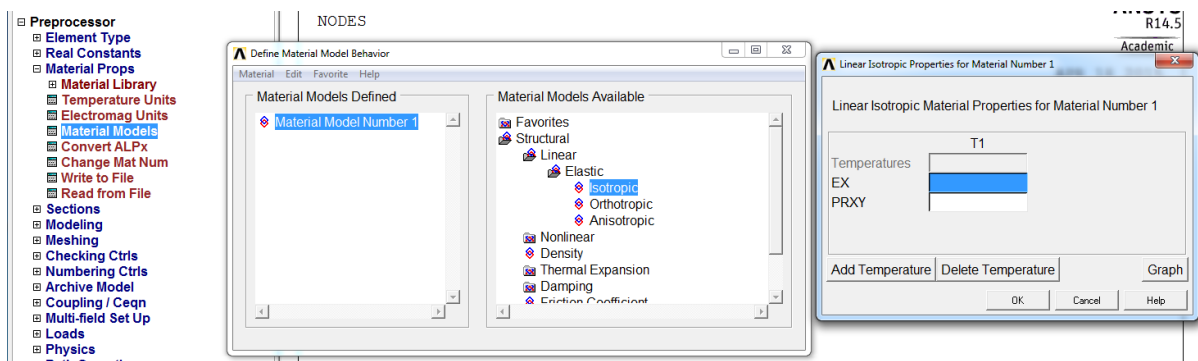 Preprocessor
Element Type
Real Constants
Material Props
Material Library
Temperature Units
Electromag Units
Material Models
Convert ALPx
Change Mat Num
Write to File
Read from File
Sections
Modeling
Meshing
Checking Ctrls
Numbering Ctrls
Archive Model
Coupling / Ceqn
Multi-field Set Up
Loads
Physics
NODES
R14.5
Academic
Define Material Model Behavior
Material Edit Favorite Help
Material Models Defined
Material Model Number 1
Material Models Available
Favorites
Structural
Linear
Elastic
Isotropic
Orthotropic
Anisotropic
Nonlinear
Density
Thermal Expansion
Damping
Friction Coefficient
Linear Isotropic Properties for Material Number 1
Linear Isotropic Material Properties for Material Number 1
T1
Temperatures
EX
PRXY
Add Temperature Delete Temperature Graph
OK Cancel Help